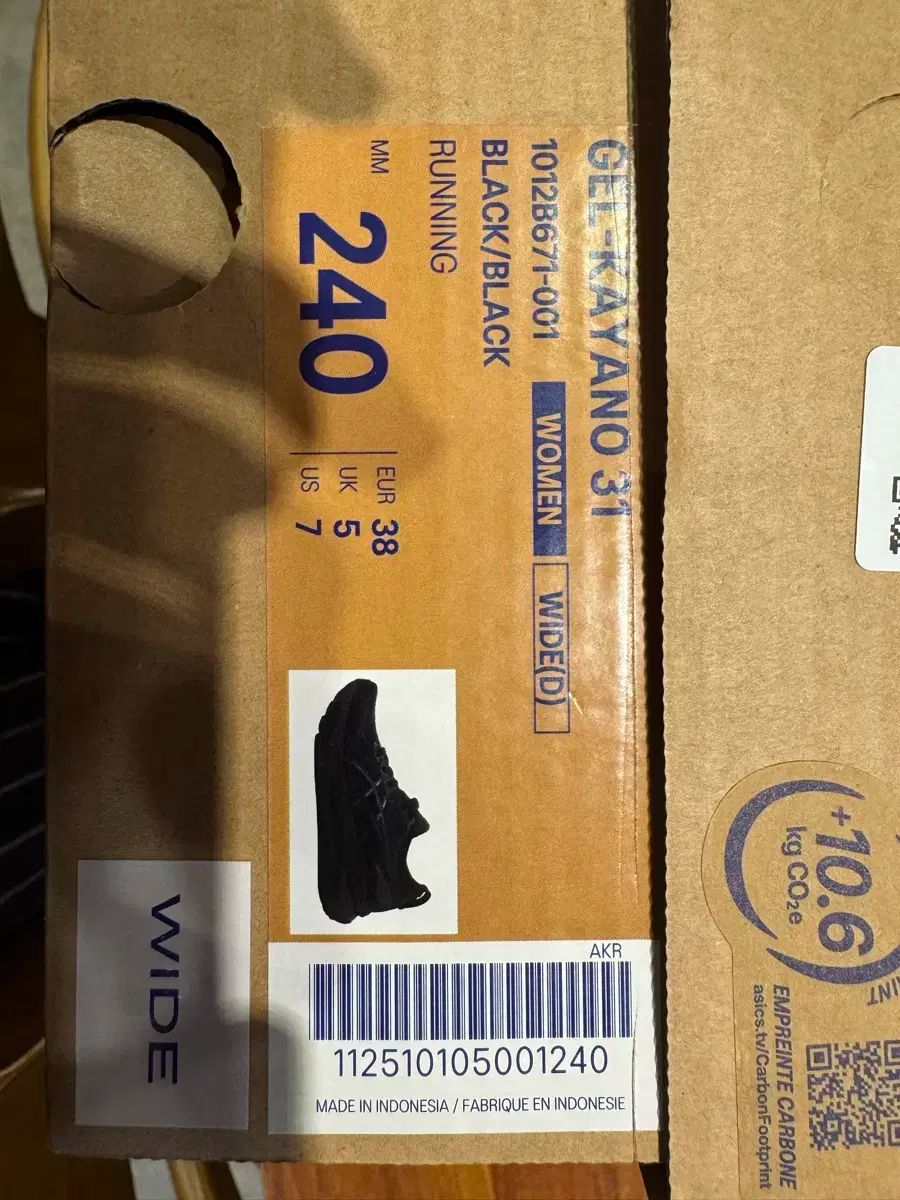 GEL-KAYANO 31
1012B671-001 WOMEN WIDE(D)
BLACK/BLACK
RUNNING
MM 240
EUR 38
UK 5
US 7
WIDE
AKR
112510105001240
MADE IN INDONESIA / FABRIQUE EN INDONESIE
+10.6
kg CO₂e
EMPREINTE CARBONE
asics.tv/CarbonFootprint